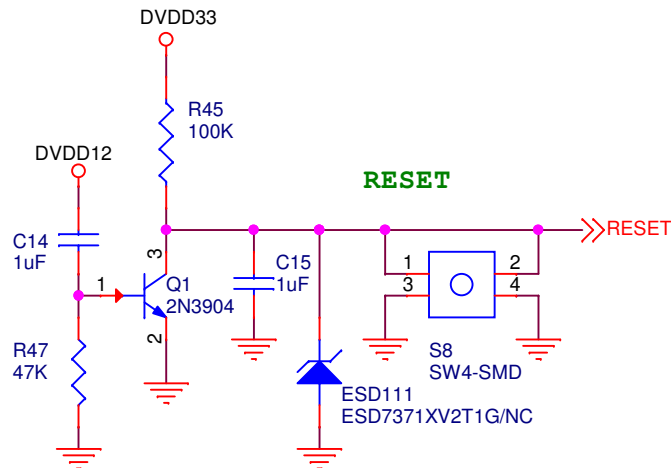 DVDD33
R45
100K
DVDD12
RESET
RESET
C14
1uF
3
1
Q1
2N3904
2
C15
1uF
1
2
3
4
R47
47K
S8
SW4-SMD
ESD111
ESD7371XV2T1G/NC